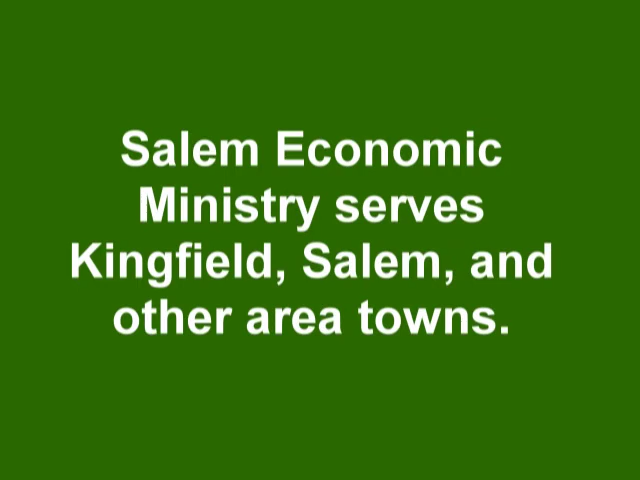 Salem Economic
Ministry serves
Kingfield, Salem, and
other area towns.